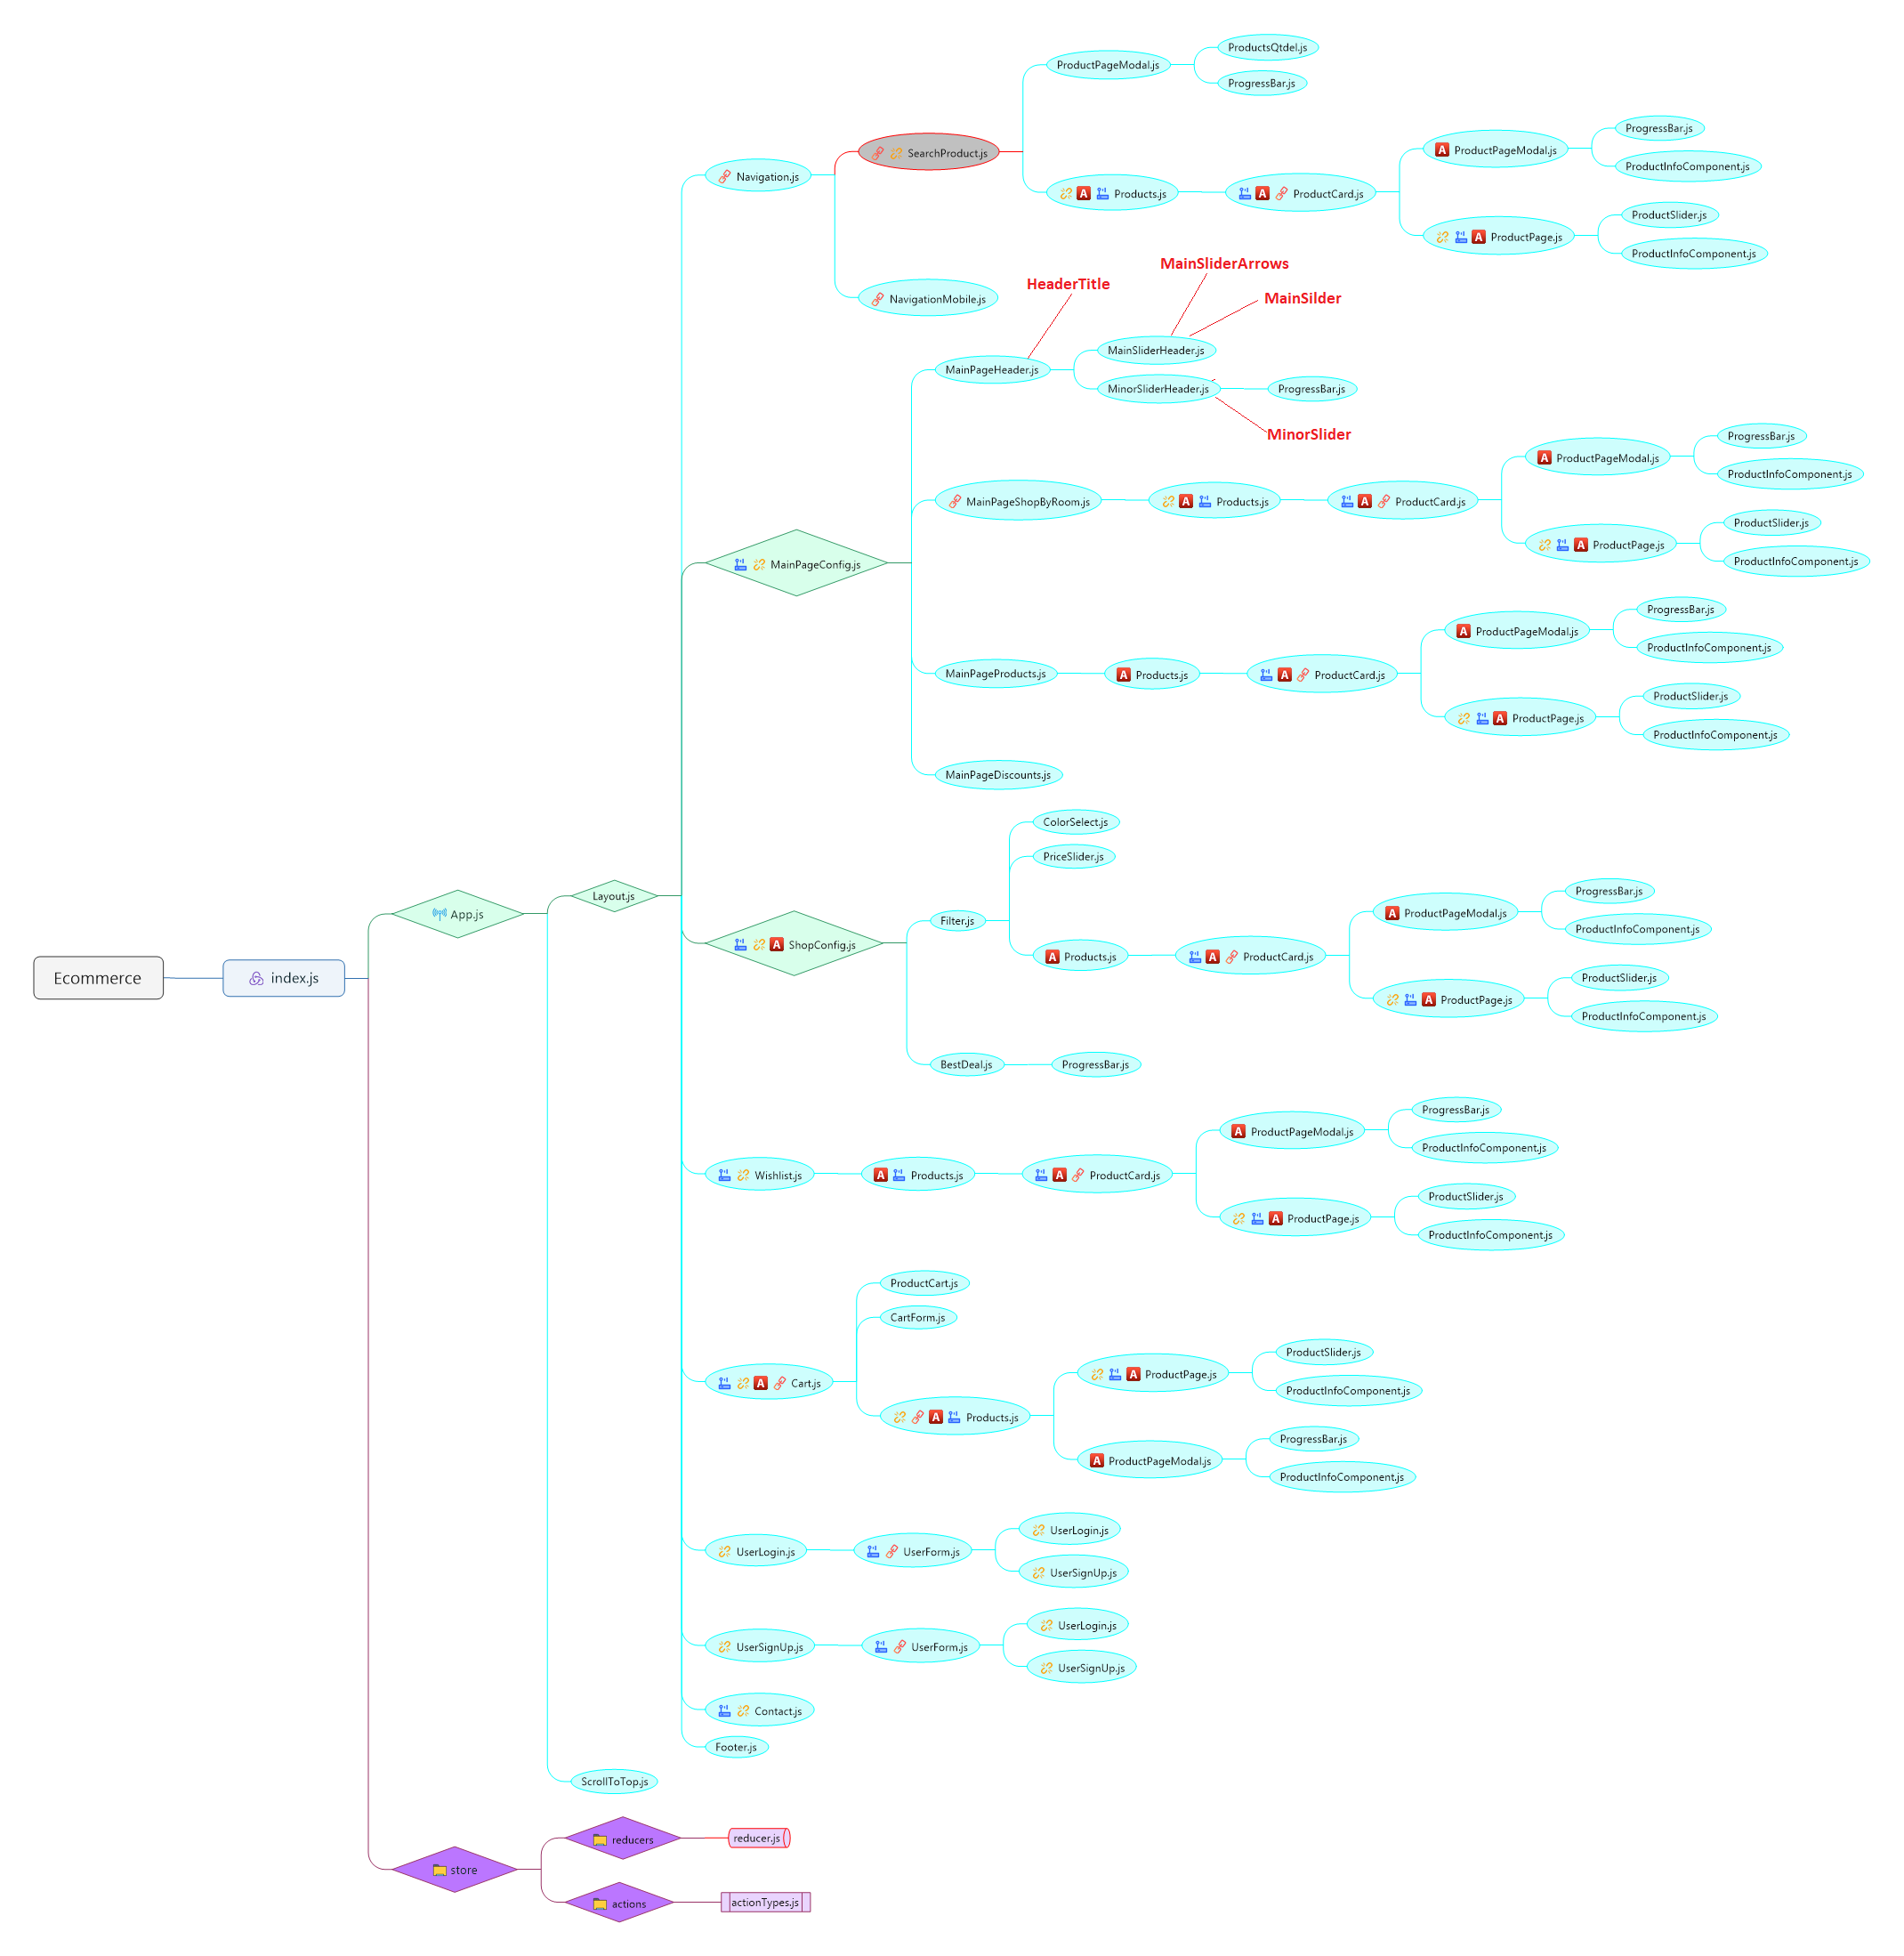 Ecommerce
index.js
App.js
Layout.js
Navigation.js
SearchProduct.js
ProductPageModal.js
ProductsQtdel.js
ProgressBar.js
A Products.js
A ProductCard.js
A ProductPageModal.js
ProgressBar.js
ProductInfoComponent.js
A ProductPage.js
ProductSlider.js
ProductInfoComponent.js
NavigationMobile.js
MainPageConfig.js
MainPageHeader.js
HeaderTitle
MainSliderHeader.js
MainSliderArrows
MainSilder
MinorSliderHeader.js
ProgressBar.js
MinorSlider
MainPageShopByRoom.js
A Products.js
A ProductCard.js
A ProductPageModal.js
ProgressBar.js
ProductInfoComponent.js
A ProductPage.js
ProductSlider.js
ProductInfoComponent.js
MainPageProducts.js
A Products.js
A ProductCard.js
A ProductPageModal.js
ProgressBar.js
ProductInfoComponent.js
A ProductPage.js
ProductSlider.js
ProductInfoComponent.js
MainPageDiscounts.js
A ShopConfig.js
Filter.js
ColorSelect.js
PriceSlider.js
A Products.js
A ProductCard.js
A ProductPageModal.js
ProgressBar.js
ProductInfoComponent.js
A ProductPage.js
ProductSlider.js
ProductInfoComponent.js
BestDeal.js
ProgressBar.js
Wishlist.js
A Products.js
A ProductCard.js
A ProductPageModal.js
ProgressBar.js
ProductInfoComponent.js
A ProductPage.js
ProductSlider.js
ProductInfoComponent.js
A Cart.js
ProductCart.js
CartForm.js
A Products.js
A ProductPage.js
ProductSlider.js
ProductInfoComponent.js
A ProductPageModal.js
ProgressBar.js
ProductInfoComponent.js
UserLogin.js
UserForm.js
UserLogin.js
UserSignUp.js
UserSignUp.js
UserForm.js
UserLogin.js
UserSignUp.js
Contact.js
Footer.js
ScrollToTop.js
store
reducers
reducer.js
actions
actionTypes.js